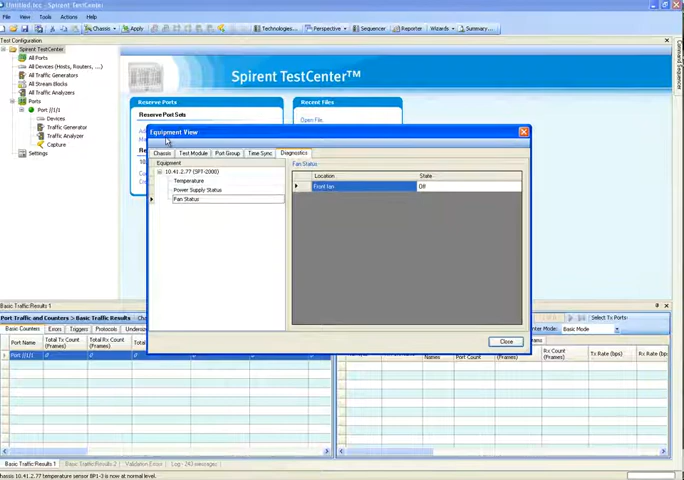 Untitled.tcc - Spirent TestCenter
View Tools Actions Help
Chassis Apply Technologies... Perspective Sequencer Reporter Wizards Summary...
Test Configuration
Spirent TestCenter
All Ports
All Devices (Hosts, Routers, ...)
All Traffic Generators
All Stream Blocks
All Traffic Analyzers
Ports
Port //1/1
Devices
Traffic Generator
Traffic Analyzer
Capture
Settings
Spirent TestCenter™
Reserve Ports
Reserve Port Sets
Recent Files
Open File...
Command Sequencer
Equipment View
Chassis Test Module Port Group Time Sync Diagnostics
Equipment
10.41.2.77 (SPT-2000)
Temperature
Power Supply Status
Fan Status
Fan Status
Location State
Front fan Off
Close
Basic Traffic Results 1
Port Traffic and Counters > Basic Traffic Results
Select Tx Ports:
Basic Counters Errors Triggers Protocols
Basic Mode
Port Name Total Tx Count (Frames) Total Rx Count (Frames)
Port //1/1 0 0
Names Port Count (Frames) (Frames) Rx Count (Frames) Tx Rate (bps) Rx Rate (bps)
Basic Traffic Results 1 Basic Traffic Results 2 Validation Errors Log - 243 messages
chassis 10.41.2.77 temperature sensor BP1-3 is now at normal level.